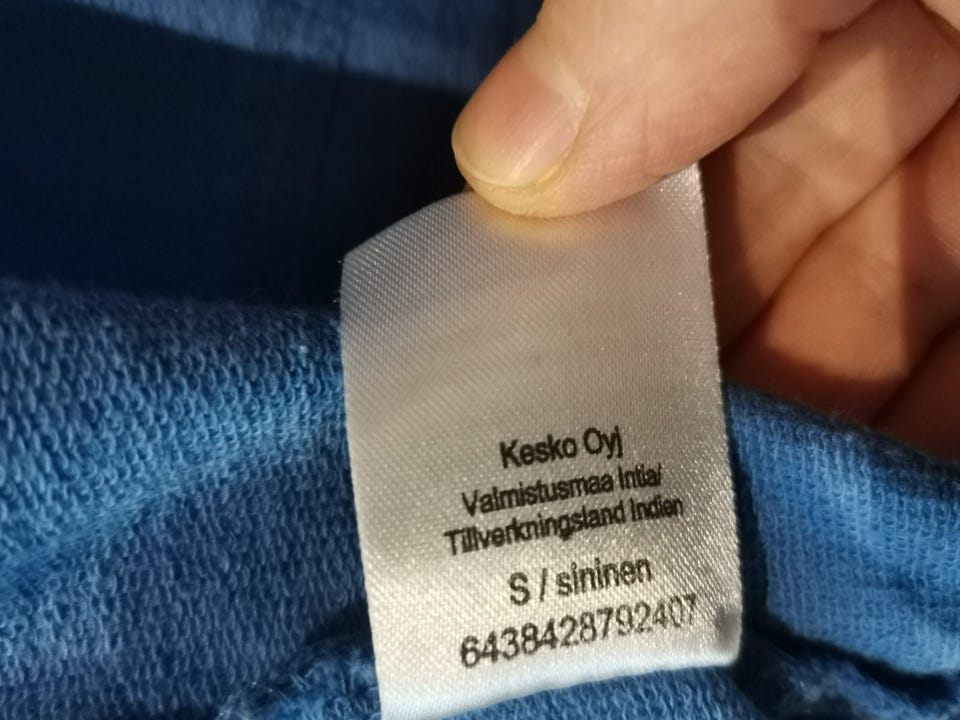 Kesko Oyj
Valmistusmaa Intia/
Tillverkningsland Indien
S / sininen
6438428792407